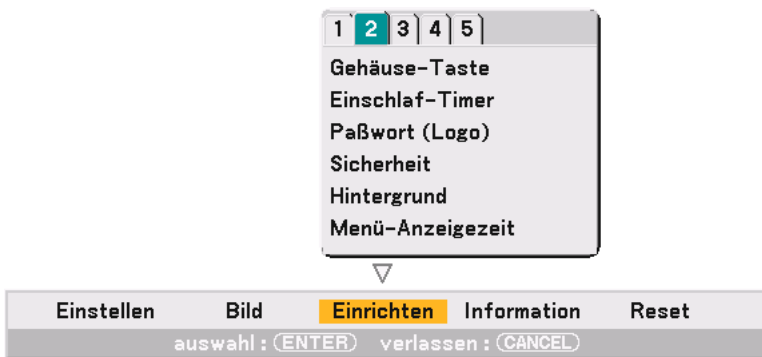 1 2 3 4 5
Gehäuse-Taste
Einschlaf-Timer
Paßwort (Logo)
Sicherheit
Hintergrund
Menü-Anzeigezeit
Einstellen Bild Einrichten Information Reset
auswahl : (ENTER) verlassen : (CANCEL)